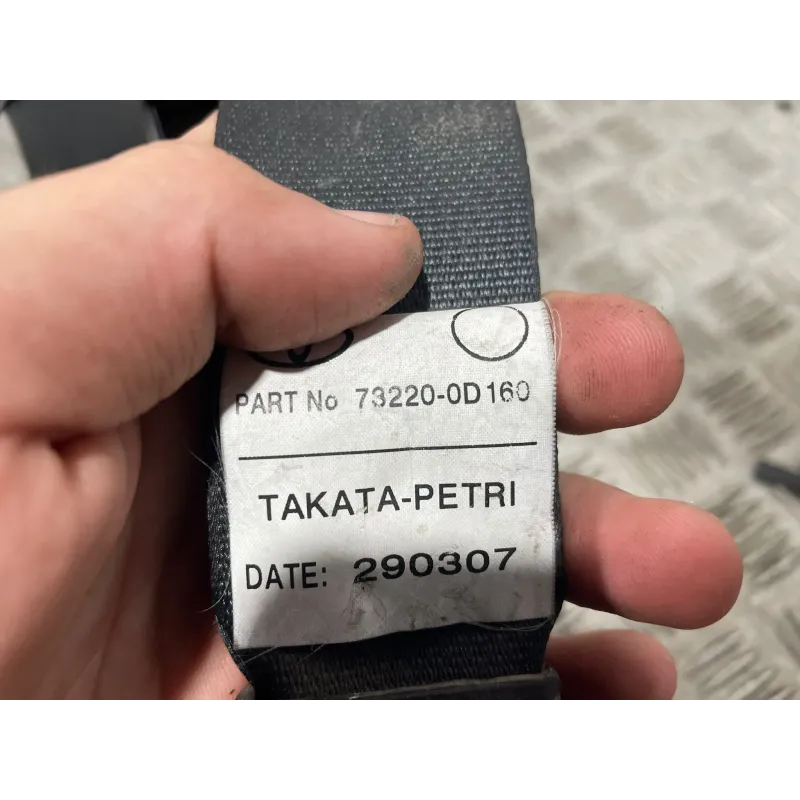 PART No 73220-0D160
TAKATA-PETRI
DATE: 290307